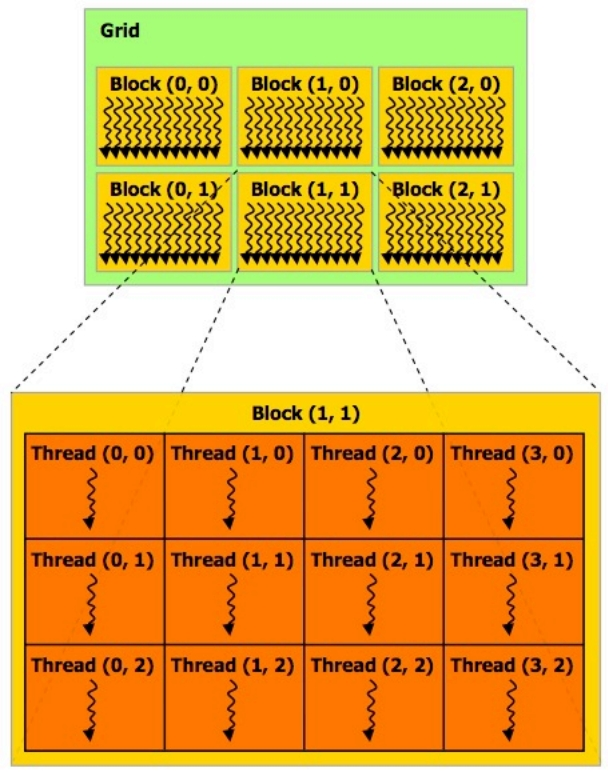 Grid
Block (0, 0) Block (1, 0) Block (2, 0)
Block (0, 1) Block (1, 1) Block (2, 1)
Block (1, 1)
Thread (0, 0) Thread (1, 0) Thread (2, 0) Thread (3, 0)
Thread (0, 1) Thread (1, 1) Thread (2, 1) Thread (3, 1)
Thread (0, 2) Thread (1, 2) Thread (2, 2) Thread (3, 2)